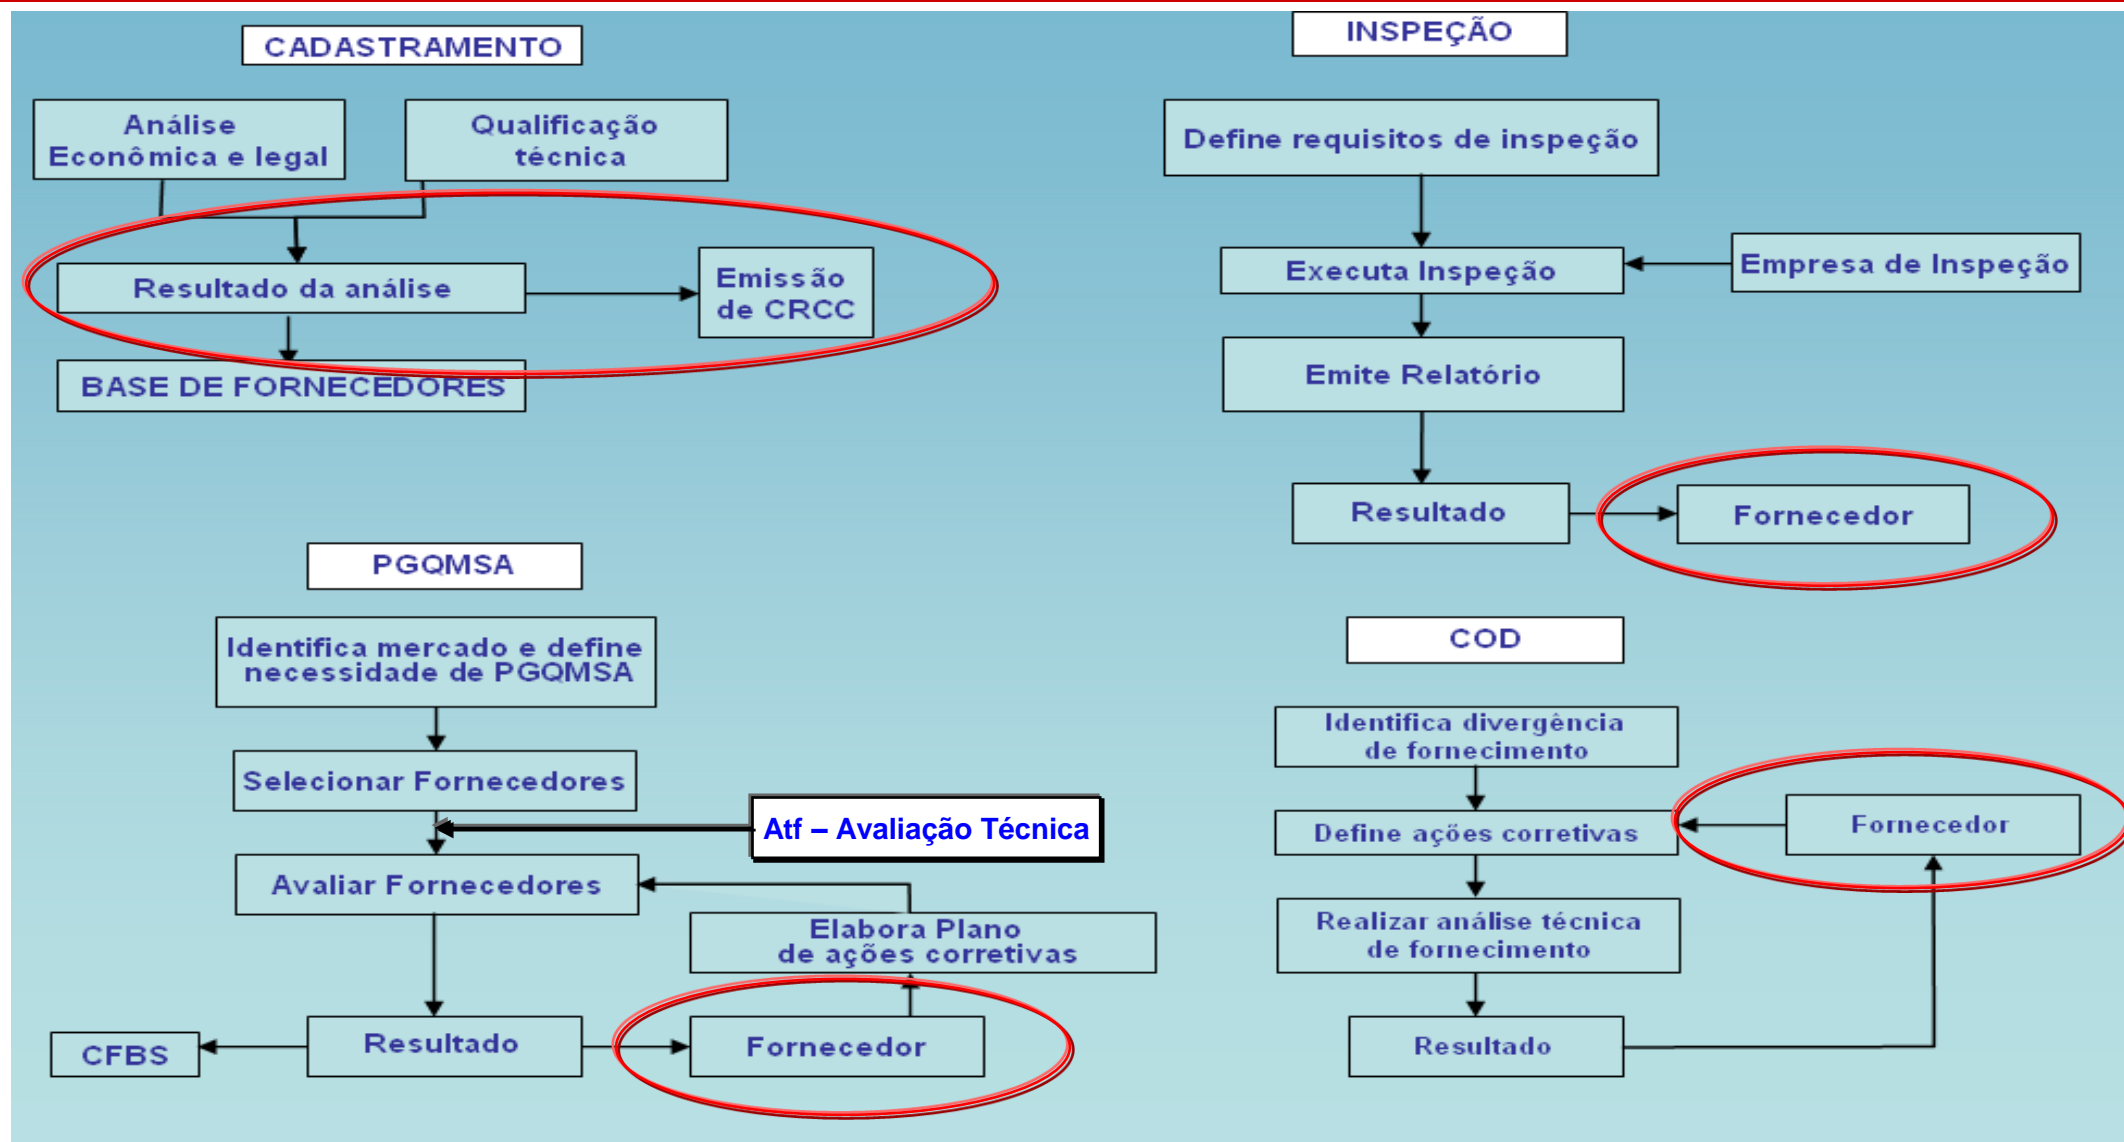 CADASTRAMENTO
Análise
Econômica e legal
Qualificação
técnica
Resultado da análise
Emissão
de CRCC
BASE DE FORNECEDORES
INSPEÇÃO
Define requisitos de inspeção
Executa Inspeção
Empresa de Inspeção
Emite Relatório
Resultado
Fornecedor
PGQMSA
Identifica mercado e define
necessidade de PGQMSA
Selecionar Fornecedores
Atf – Avaliação Técnica
Avaliar Fornecedores
Elabora Plano
de ações corretivas
CFBS
Resultado
Fornecedor
COD
Identifica divergência
de fornecimento
Define ações corretivas
Fornecedor
Realizar análise técnica
de fornecimento
Resultado